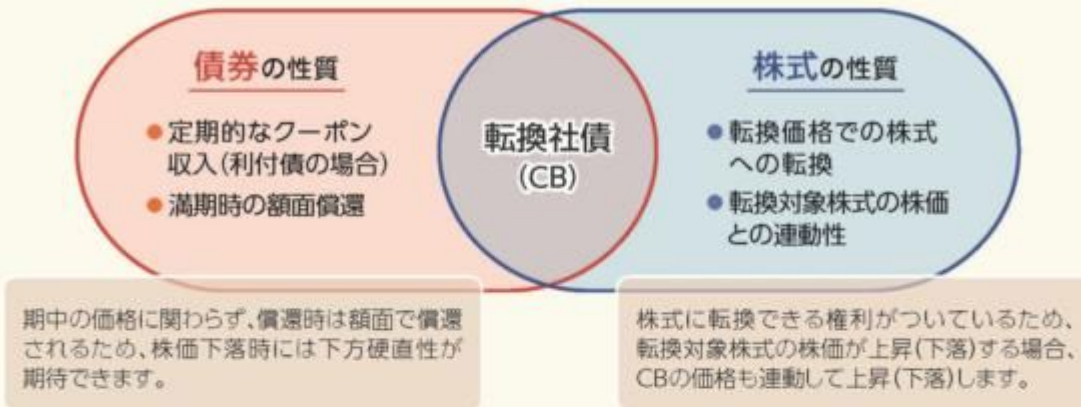 債券の性質
●定期的なクーポン
収入(利付債の場合)
●満期時の額面償還
転換社債
(CB)
株式の性質
●転換価格での株式
への転換
●転換対象株式の株価
との連動性
期中の価格に関わらず、償還時は額面で償還
されるため、株価下落時には下方硬直性が
期待できます。
株式に転換できる権利がついているため、
転換対象株式の株価が上昇(下落)する場合、
CBの価格も連動して上昇(下落)します。